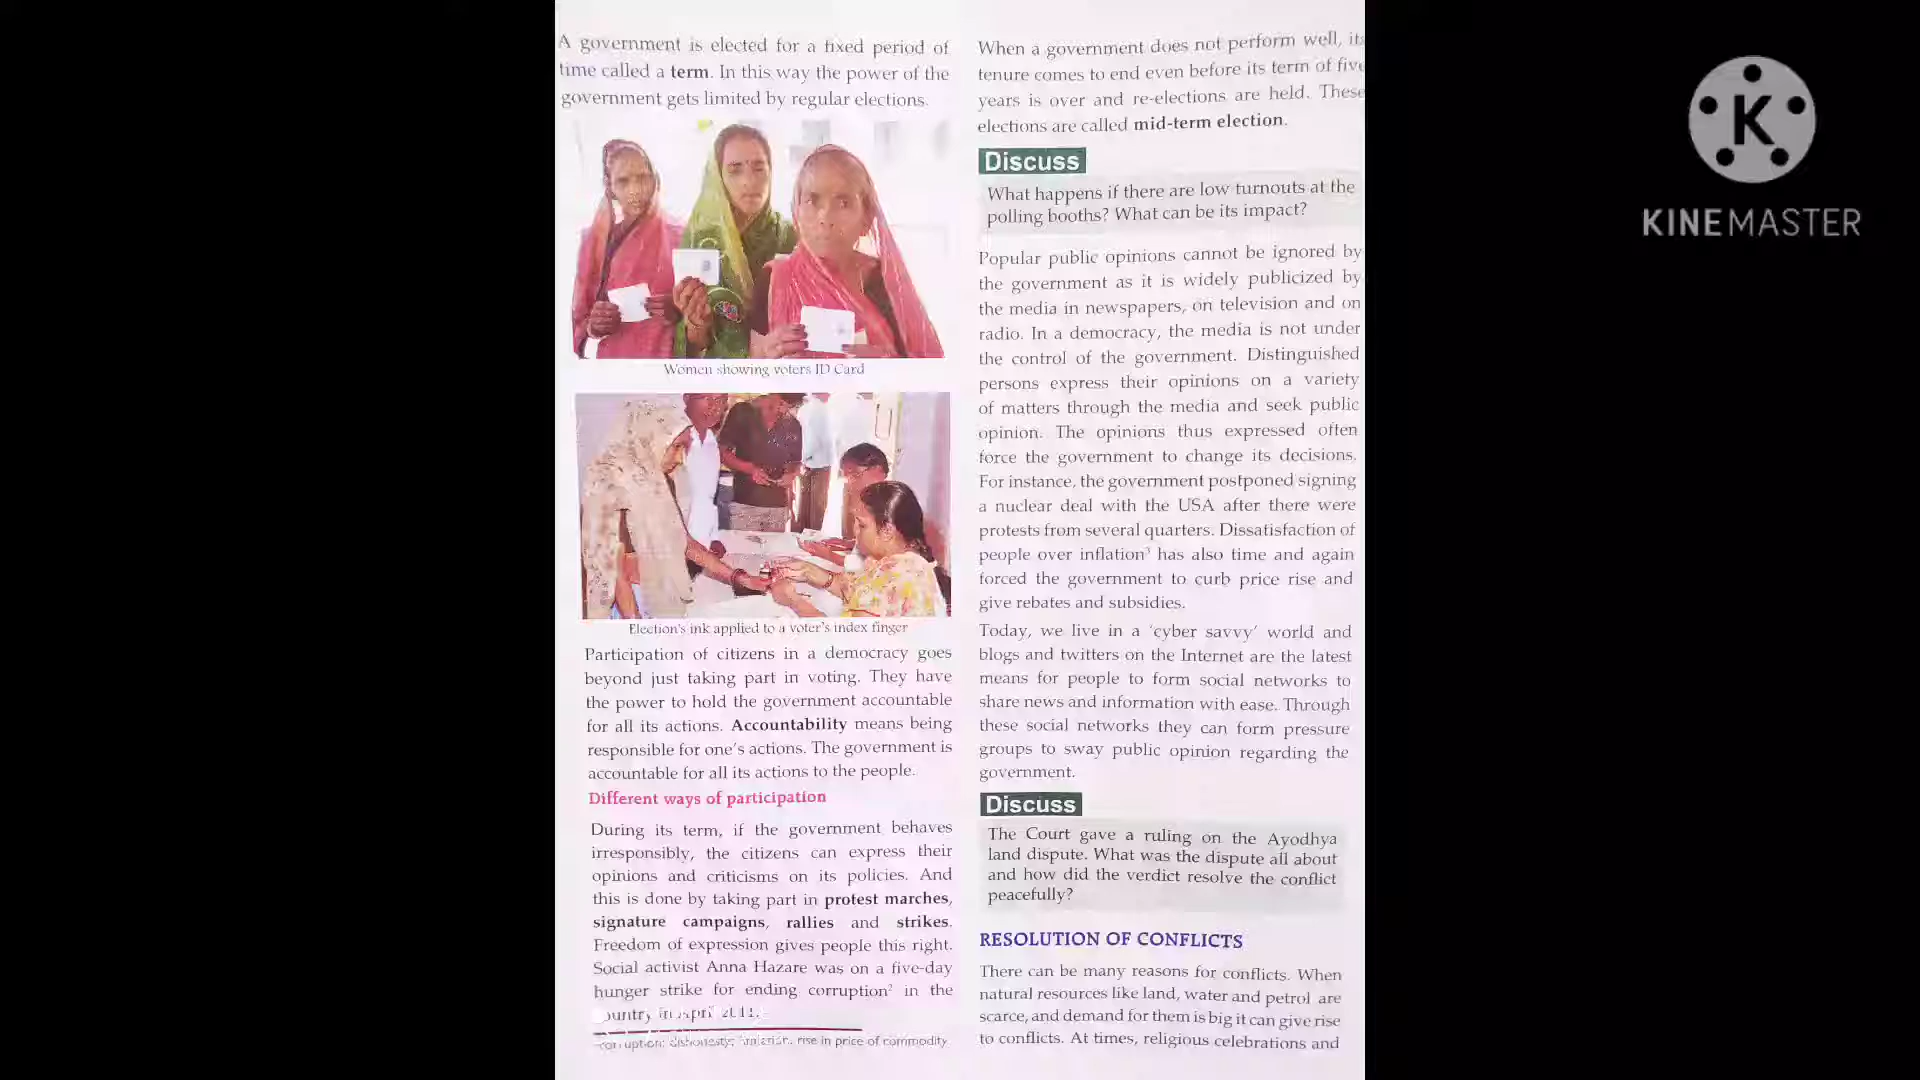 A government is elected for a fixed period of
time called a term. In this way the power of the
government gets limited by regular elections.
Women showing voters ID Card
Election's ink applied to a voter's index finger
Participation of citizens in a democracy goes
beyond just taking part in voting. They have
the power to hold the government accountable
for all its actions. Accountability means being
responsible for one's actions. The government is
accountable for all its actions to the people.
Different ways of participation
During its term, if the government behaves
irresponsibly, the citizens can express their
opinions and criticisms on its policies. And
this is done by taking part in protest marches,
signature campaigns, rallies and strikes.
Freedom of expression gives people this right.
Social activist Anna Hazare was on a five-day
hunger strike for ending corruption² in the
country in April 2011.
corruption: dishonesty; rise in price of commodity
When a government does not perform well, its
tenure comes to end even before its term of five
years is over and re-elections are held. These
elections are called mid-term election.
Discuss
What happens if there are low turnouts at the
polling booths? What can be its impact?
Popular public opinions cannot be ignored by
the government as it is widely publicized by
the media in newspapers, on television and on
radio. In a democracy, the media is not under
the control of the government. Distinguished
persons express their opinions on a variety
of matters through the media and seek public
opinion. The opinions thus expressed often
force the government to change its decisions.
For instance, the government postponed signing
a nuclear deal with the USA after there were
protests from several quarters. Dissatisfaction of
people over inflation³ has also time and again
forced the government to curb price rise and
give rebates and subsidies.
Today, we live in a 'cyber savvy' world and
blogs and twitters on the Internet are the latest
means for people to form social networks to
share news and information with ease. Through
these social networks they can form pressure
groups to sway public opinion regarding the
government.
Discuss
The Court gave a ruling on the Ayodhya
land dispute. What was the dispute all about
and how did the verdict resolve the conflict
peacefully?
RESOLUTION OF CONFLICTS
There can be many reasons for conflicts. When
natural resources like land, water and petrol are
scarce, and demand for them is big it can give rise
to conflicts. At times, religious celebrations and
K
KINEMASTER